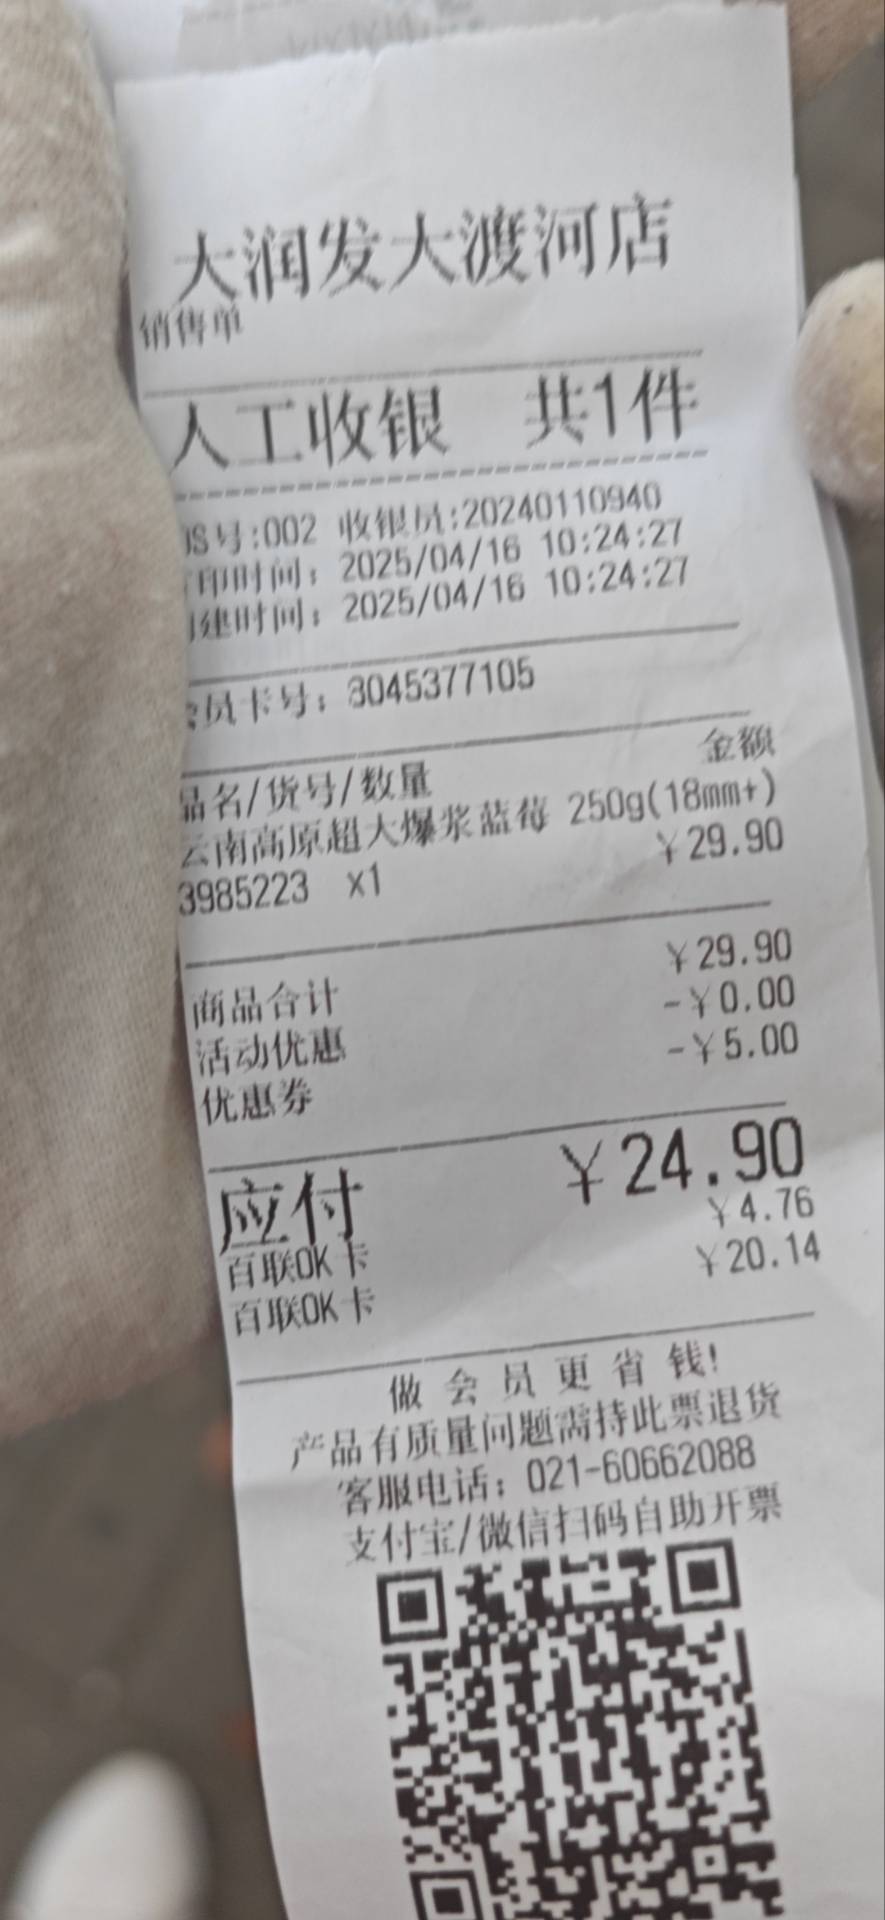 大润发大渡河店
销售单
人工收银 共1件
S号:002 收银员:20240110940
印时间：2025/04/16 10:24:27
建时间：2025/04/16 10:24:27
员卡号：3045377105
品名/货号/数量 金额
云南高原超大爆浆蓝莓 250g(18mm+)
3985223 x1 ￥29.90
商品合计 ￥29.90
活动优惠 -￥0.00
优惠券 -￥5.00
应付 ￥24.90
百联OK卡 ￥4.76
百联OK卡 ￥20.14
做会员更省钱!
产品有质量问题需持此票退货
客服电话：021-60662088
支付宝/微信扫码自助开票